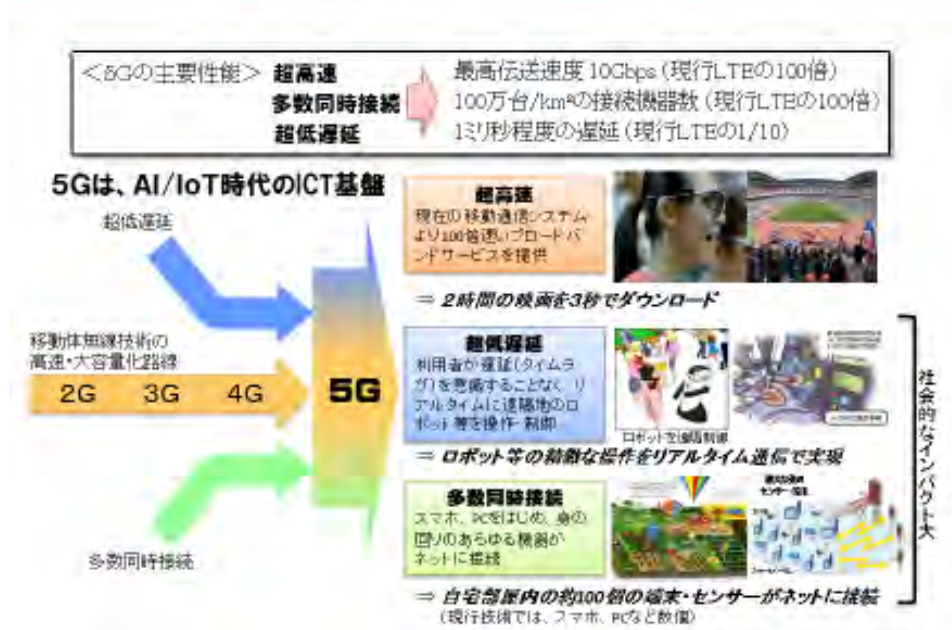 <5Gの主要性能> 超高速 最高伝送速度 10Gbps (現行LTEの100倍)
多数同時接続 100万台/km²の接続機器数 (現行LTEの100倍)
超低遅延 1ミリ秒程度の遅延 (現行LTEの1/10)
5Gは、AI/IoT時代のICT基盤
超低遅延
移動体無線技術の
高速・大容量化路線
2G 3G 4G
5G
多数同時接続
超高速
現在の移動通信システム
より100倍速いブロードバ
ンドサービスを提供
⇒ 2時間の映画を3秒でダウンロード
超低遅延
利用者が遅延(タイムラ
グ)を意識することなく、リ
アルタイムに遠隔地のロ
ボット等を操作・制御
ロボットを遠隔制御
⇒ ロボット等の精緻な操作をリアルタイム通信で実現
多数同時接続
スマホ、PCをはじめ、身の
回りのあらゆる機器が
ネットに接続
⇒ 自宅部屋内の約100個の端末・センサーがネットに接続
(現行技術では、スマホ、PCなど数個)
社会的なインパクト大